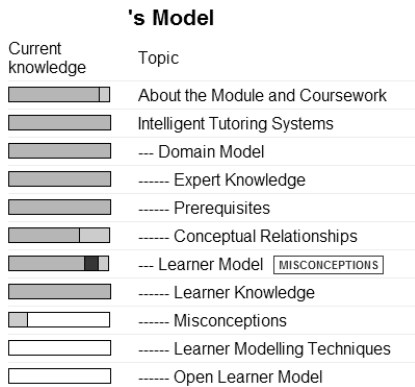 's Model
Current
knowledge
Topic
About the Module and Coursework
Intelligent Tutoring Systems
--- Domain Model
------ Expert Knowledge
------ Prerequisites
------ Conceptual Relationships
--- Learner Model MISCONCEPTIONS
------ Learner Knowledge
------ Misconceptions
------ Learner Modelling Techniques
------ Open Learner Model